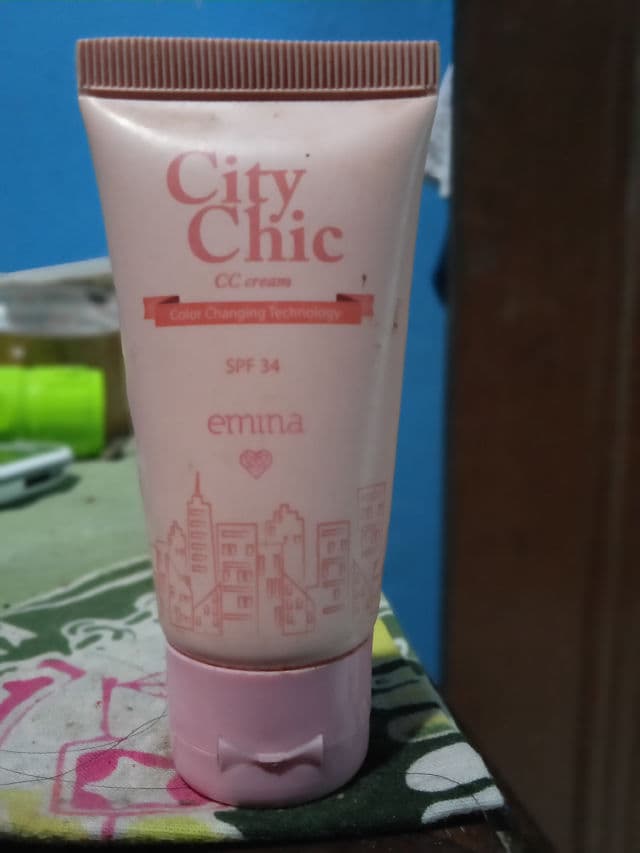 City
Chic
CC cream
Color Changing Technology
SPF 34
emina